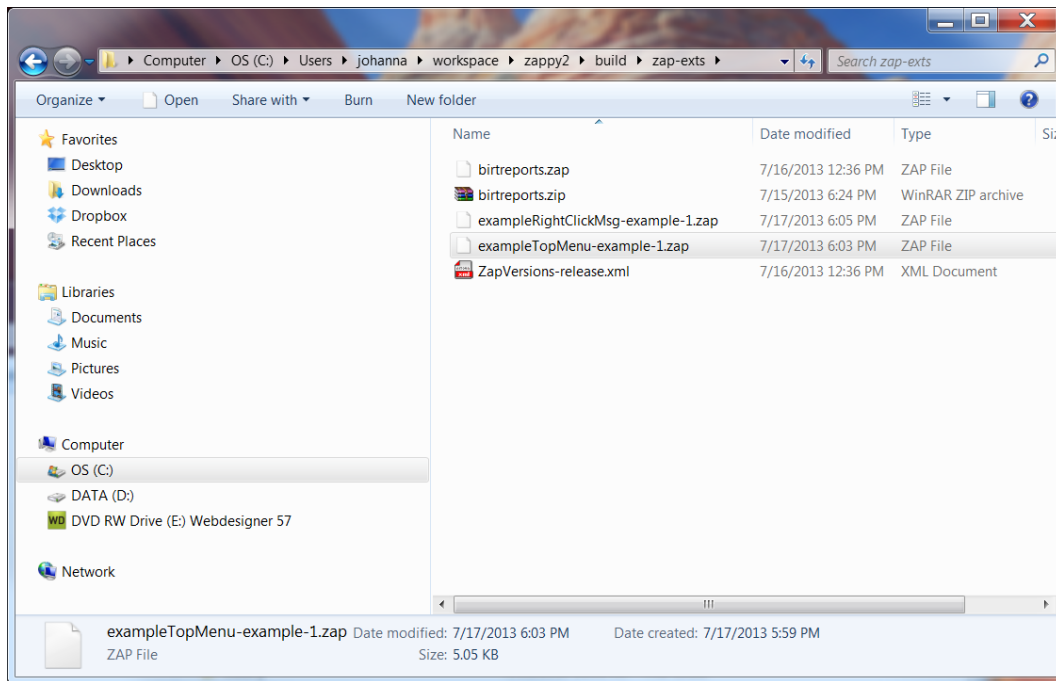 Computer OS (C:) Users johanna workspace zappy2 build zap-exts Search zap-exts
Organize Open Share with Burn New folder
Favorites
Desktop
Downloads
Dropbox
Recent Places
Libraries
Documents
Music
Pictures
Videos
Computer
OS (C:)
DATA (D:)
WD DVD RW Drive (E:) Webdesigner 57
Network
Name Date modified Type Si
birtreports.zap 7/16/2013 12:36 PM ZAP File
birtreports.zip 7/15/2013 6:24 PM WinRAR ZIP archive
exampleRightClickMsg-example-1.zap 7/17/2013 6:05 PM ZAP File
exampleTopMenu-example-1.zap 7/17/2013 6:03 PM ZAP File
ZapVersions-release.xml 7/16/2013 12:36 PM XML Document
exampleTopMenu-example-1.zap Date modified: 7/17/2013 6:03 PM Date created: 7/17/2013 5:59 PM
ZAP File Size: 5.05 KB